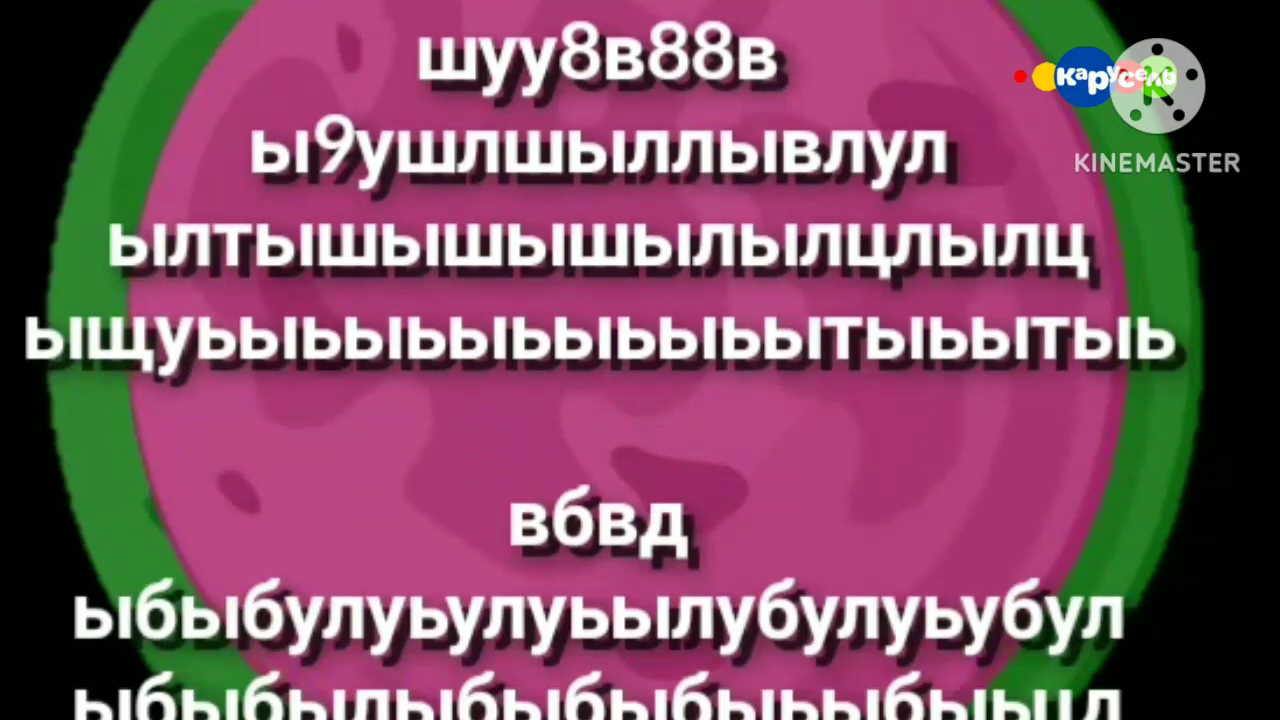 шуу8в88в
ы9ушлшыллывлул
ылтышышышылылцлылц
ыщуьыьыьыьыьыьытыьытыь
вбвд
ыбыбулуьулуьылубулуьубул
карусель
KINEMASTER